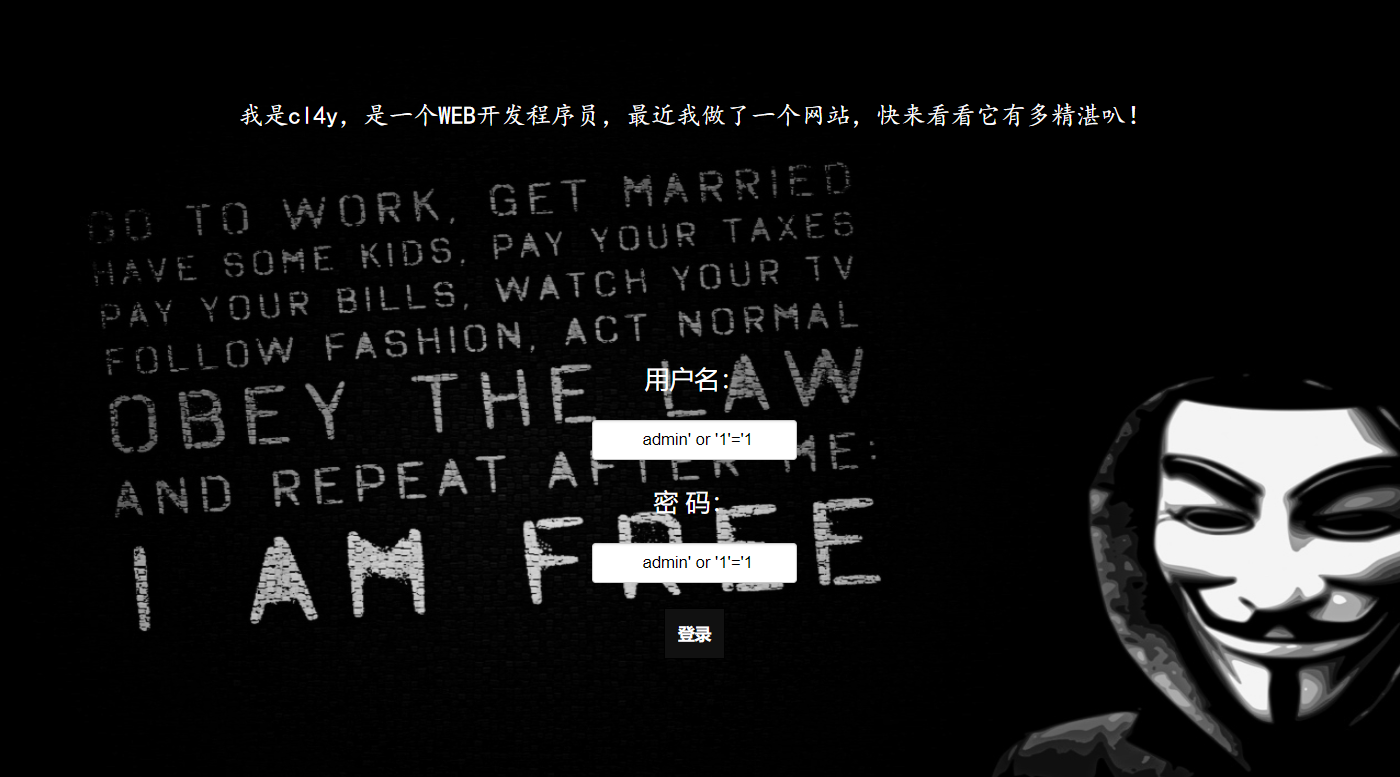 我是cl4y，是一个WEB开发程序员，最近我做了一个网站，快来看看它有多精湛叭！
GO TO WORK, GET MARRIED
HAVE SOME KIDS, PAY YOUR TAXES
PAY YOUR BILLS, WATCH YOUR TV
FOLLOW FASHION, ACT NORMAL
OBEY THE LAW
AND REPEAT AFTER ME:
I AM FREE
用户名：
admin' or '1'='1
密 码：
admin' or '1'='1
登录